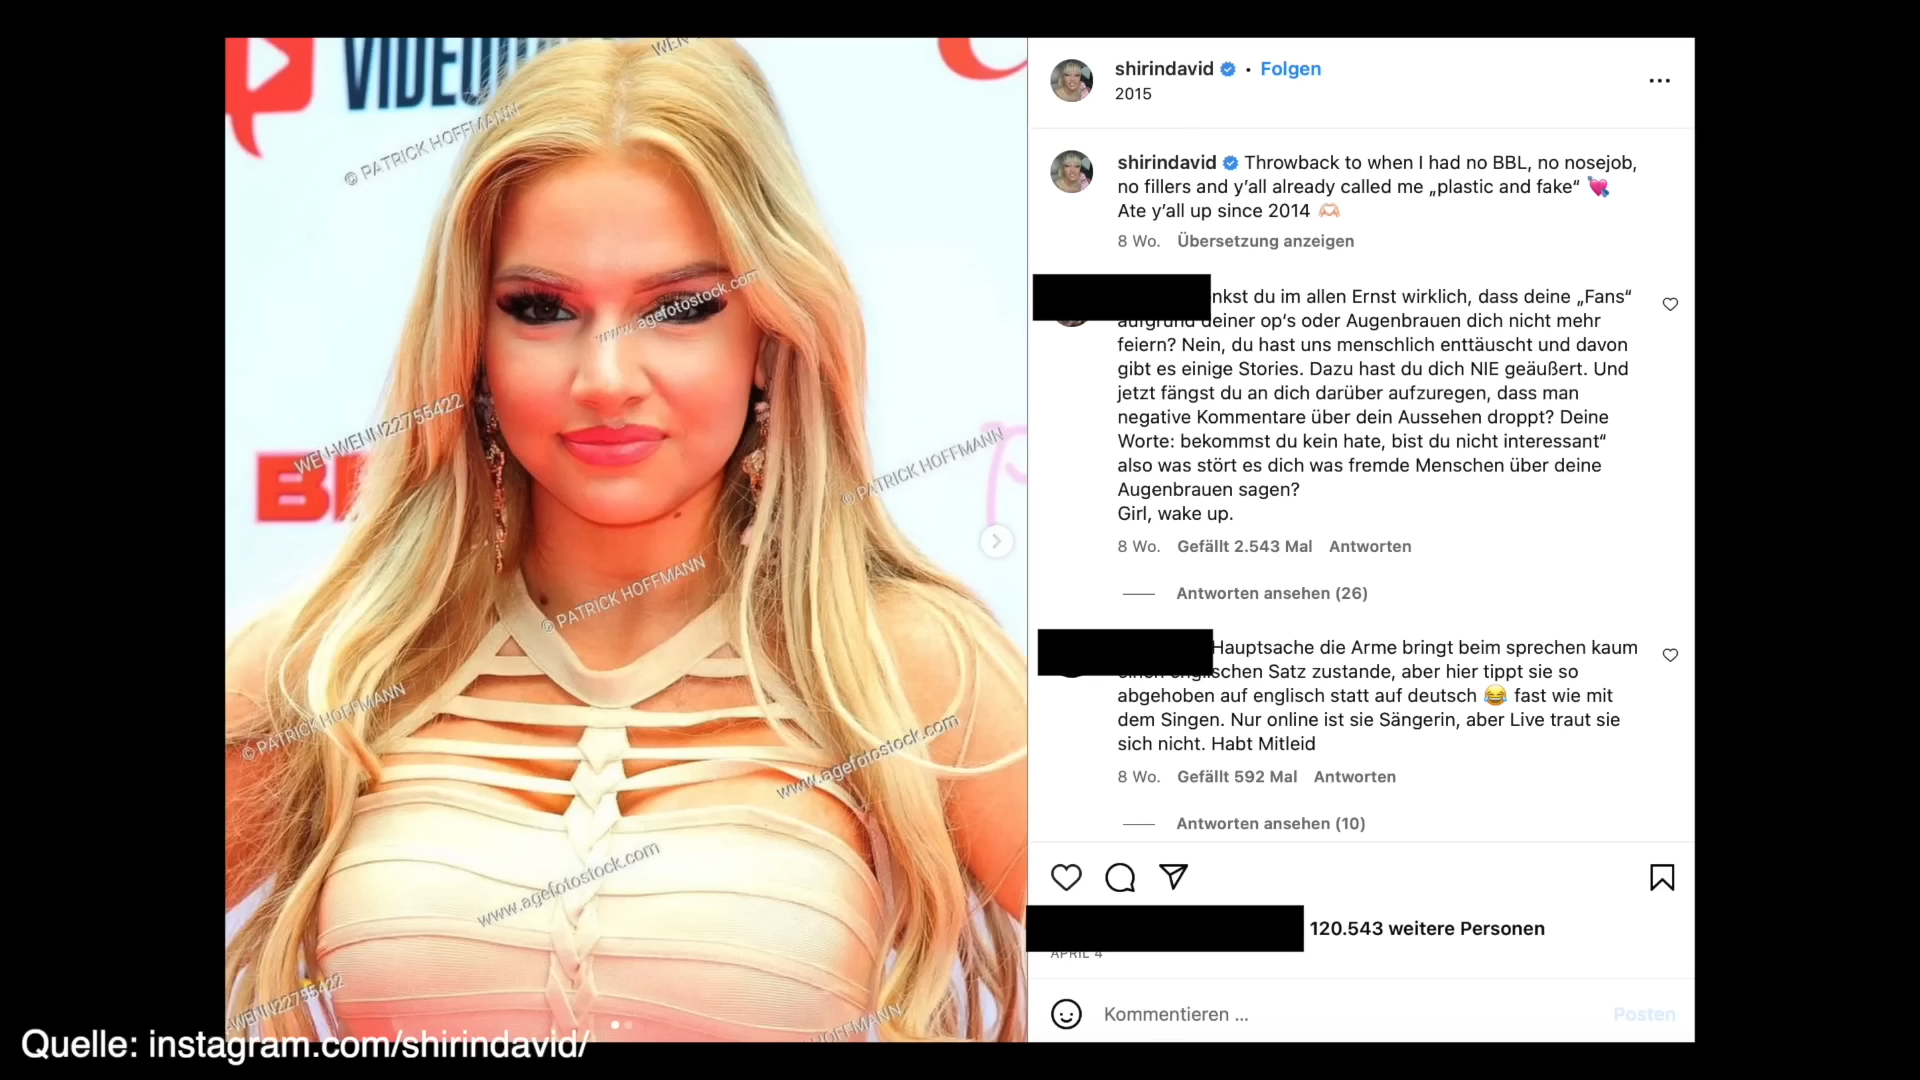 VIDEO
WEN-
© PATRICK HOFFMANN
www.agefotostock.com
WEN-WENN22755422
© PATRICK HOFFMANN
© PATRICK HOFFMANN
© PATRICK HOFFMANN
www.agefotostock.com
www.agefotostock.com
-WENN22755422
HOFFMANN
Quelle: instagram.com/shirindavid/
shirindavid • Folgen
2015
shirindavid Throwback to when I had no BBL, no nosejob,
no fillers and y’all already called me „plastic and fake“ 💘
Ate y’all up since 2014 🫶🏻
8 Wo. Übersetzung anzeigen
nkst du im allen Ernst wirklich, dass deine „Fans“
aufgrund deiner op‘s oder Augenbrauen dich nicht mehr
feiern? Nein, du hast uns menschlich enttäuscht und davon
gibt es einige Stories. Dazu hast du dich NIE geäußert. Und
jetzt fängst du an dich darüber aufzuregen, dass man
negative Kommentare über dein Aussehen droppt? Deine
Worte: bekommst du kein hate, bist du nicht interessant“
also was stört es dich was fremde Menschen über deine
Augenbrauen sagen?
Girl, wake up.
8 Wo. Gefällt 2.543 Mal Antworten
Antworten ansehen (26)
Hauptsache die Arme bringt beim sprechen kaum
einen englischen Satz zustande, aber hier tippt sie so
abgehoben auf englisch statt auf deutsch 😂 fast wie mit
dem Singen. Nur online ist sie Sängerin, aber Live traut sie
sich nicht. Habt Mitleid
8 Wo. Gefällt 592 Mal Antworten
Antworten ansehen (10)
120.543 weitere Personen
APRIL 4
Kommentieren ...
Posten